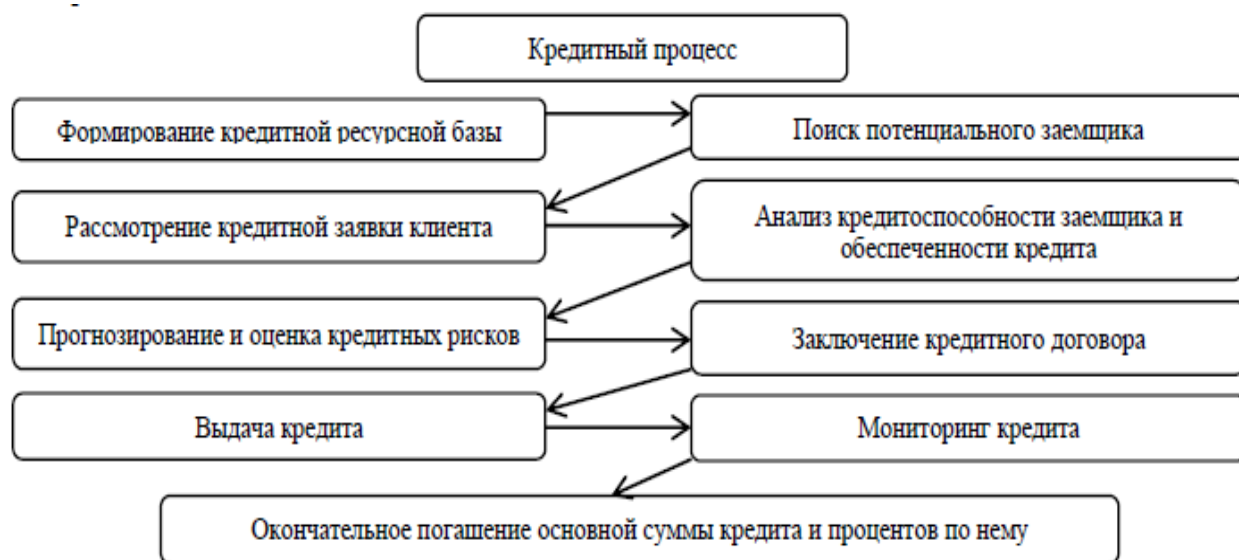 Кредитный процесс
Формирование кредитной ресурсной базы
Поиск потенциального заемщика
Рассмотрение кредитной заявки клиента
Анализ кредитоспособности заемщика и
обеспеченности кредита
Прогнозирование и оценка кредитных рисков
Заключение кредитного договора
Выдача кредита
Мониторинг кредита
Окончательное погашение основной суммы кредита и процентов по нему